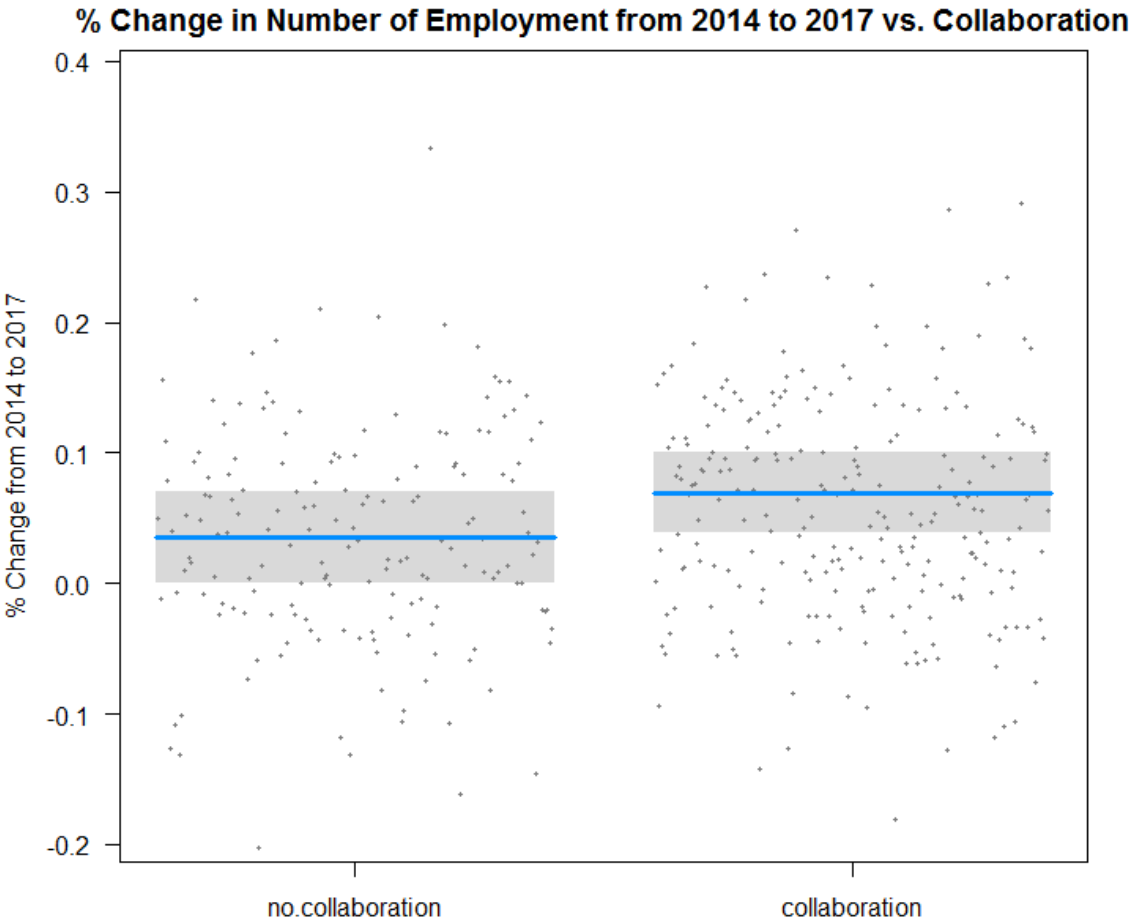 % Change in Number of Employment from 2014 to 2017 vs. Collaboration
% Change from 2014 to 2017
0.4
0.3
0.2
0.1
0.0
-0.1
-0.2
no.collaboration
collaboration